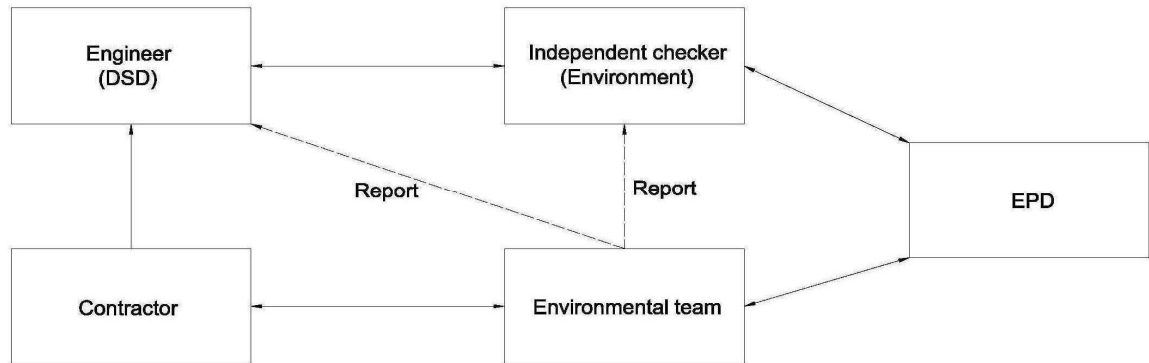 Engineer
(DSD)
Independent checker
(Environment)
Report
Report
EPD
Contractor
Environmental team